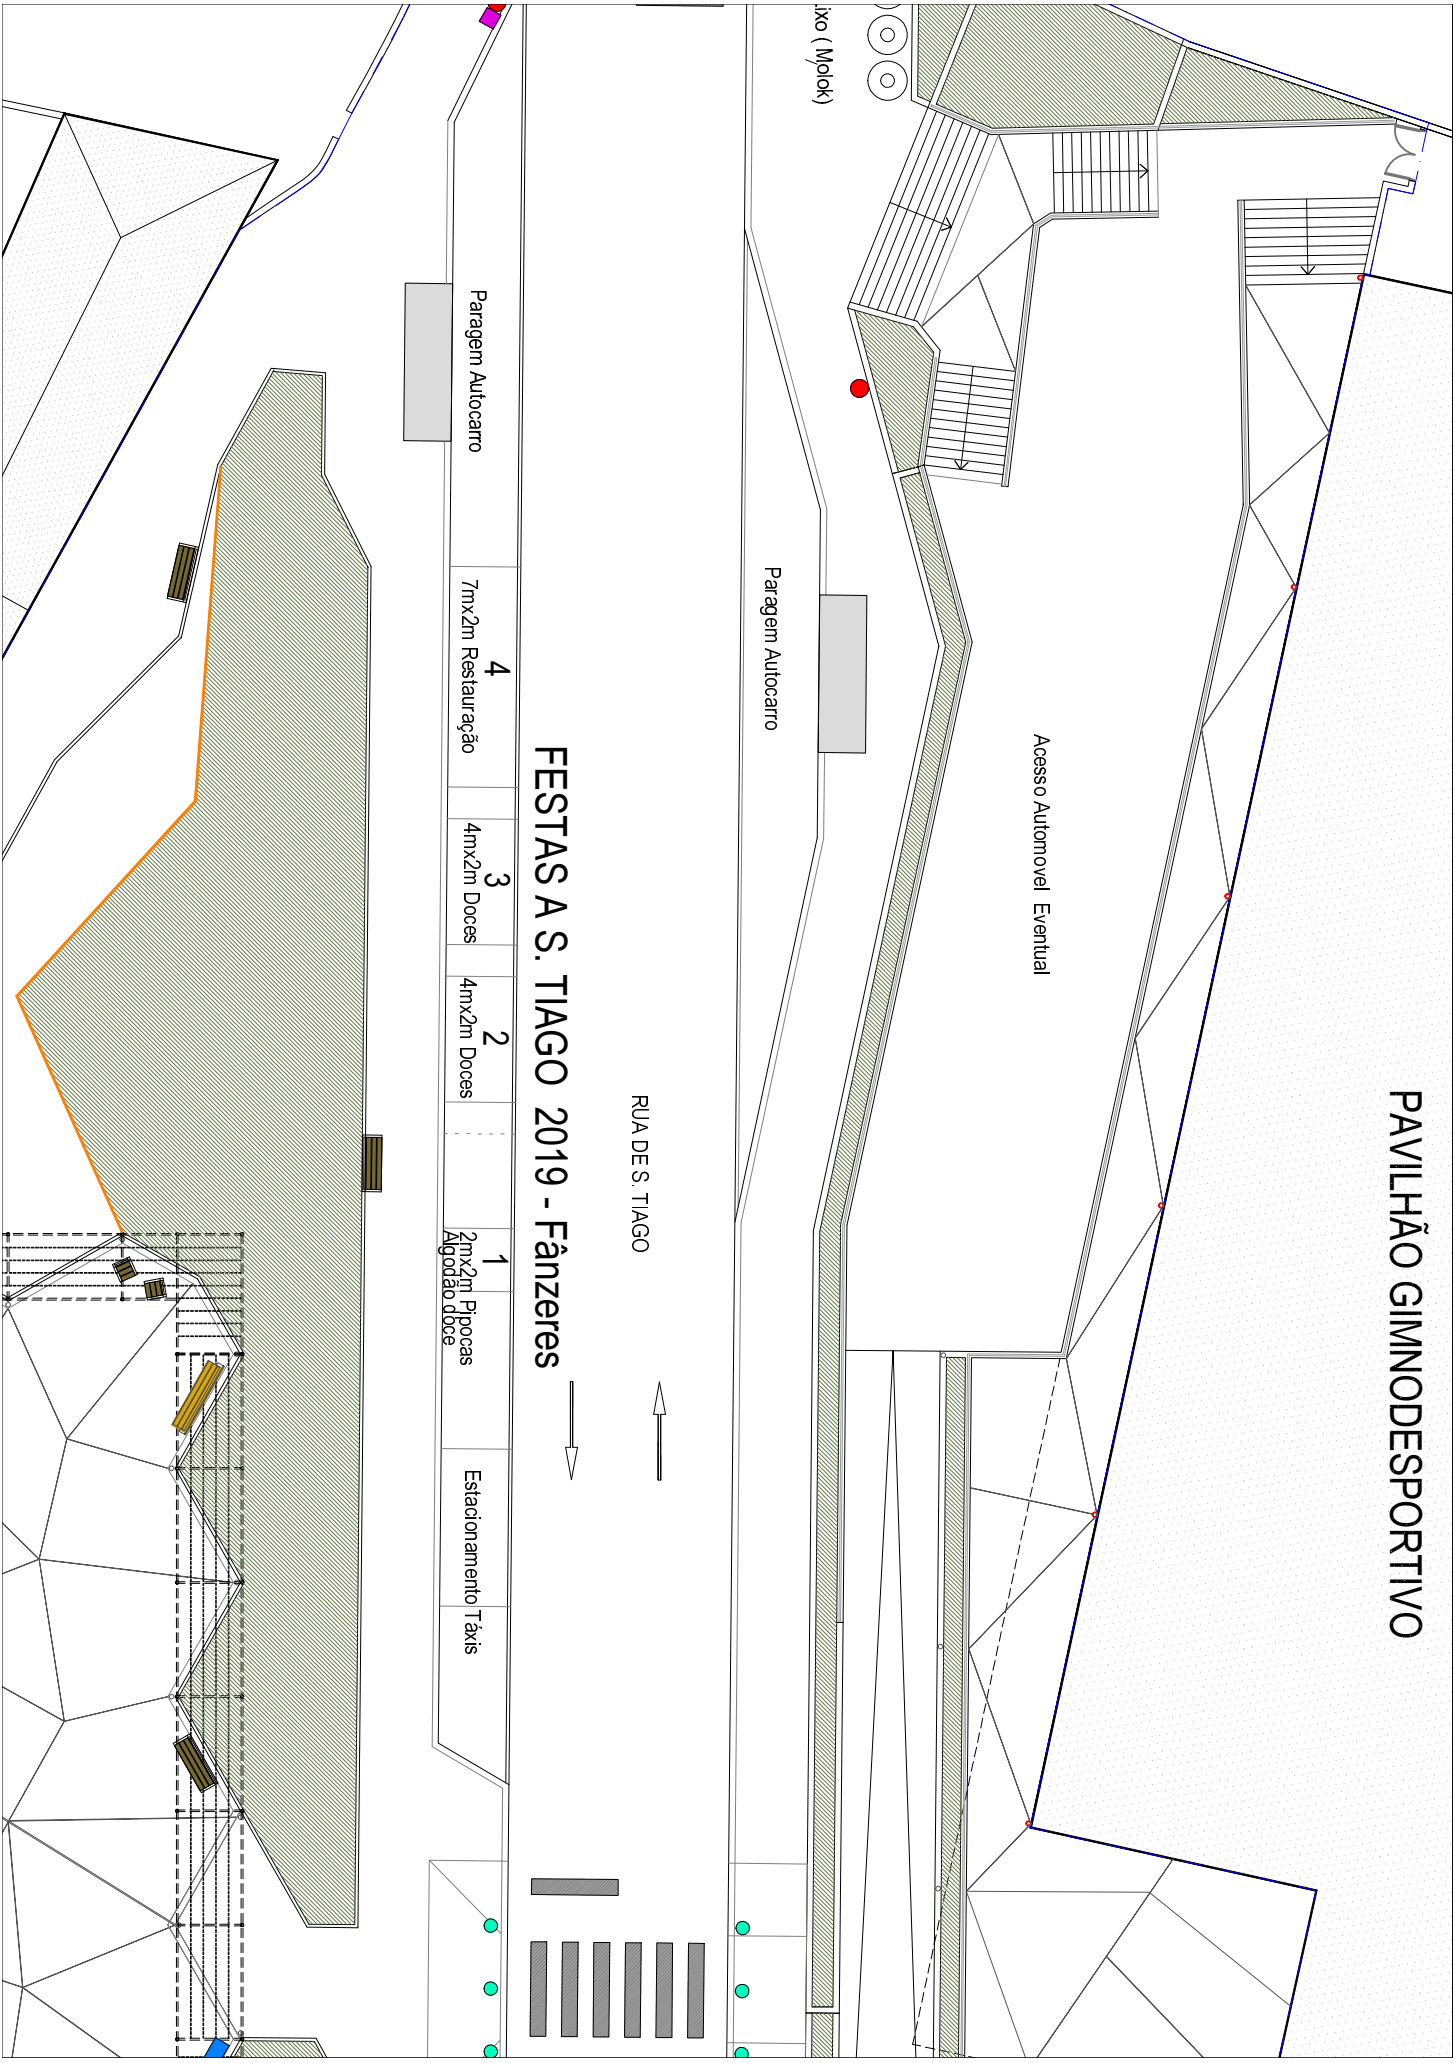 ixo ( Molok)
PAVILHÃO GIMNODESPORTIVO
Acesso Automovel Eventual
Paragem Autocarro
RUA DE S. TIAGO
FESTAS A S. TIAGO 2019 - Fânzeres
Paragem Autocarro
4
7mx2m Restauração
3
4mx2m Doces
2
4mx2m Doces
1
2mx2m Pipocas
Algodão doce
Estacionamento Táxis